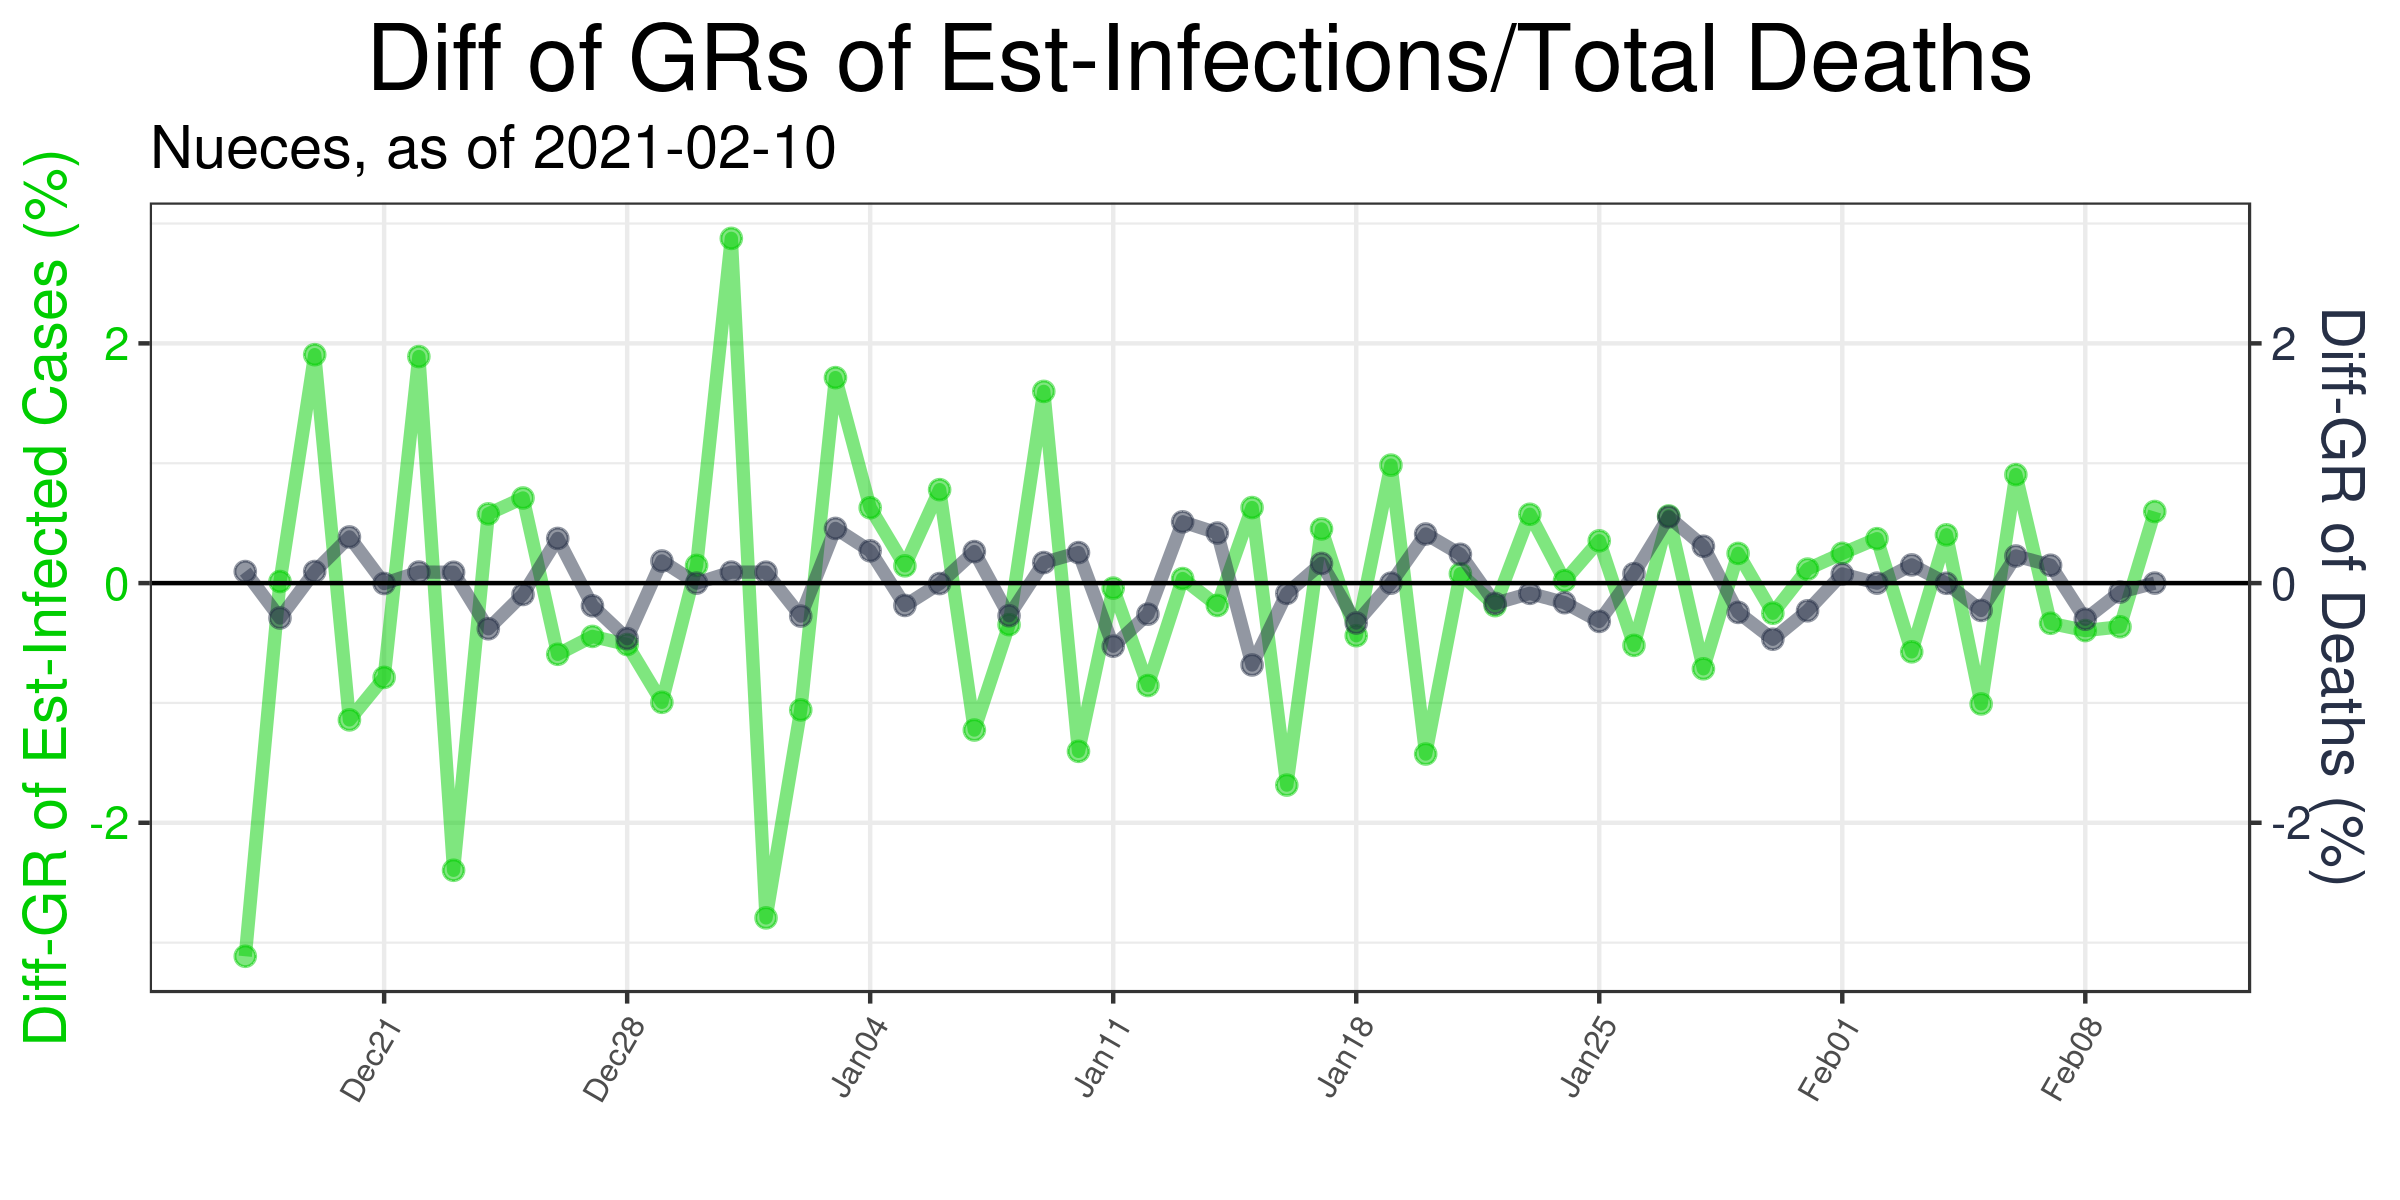 Diff of GRs of Est-Infections/Total Deaths
Nueces, as of 2021-02-10
Diff-GR of Est-Infected Cases (%)
2
0
-2
2
0
-2
Diff-GR of Deaths (%)
Dec21
Dec28
Jan04
Jan11
Jan18
Jan25
Feb01
Feb08